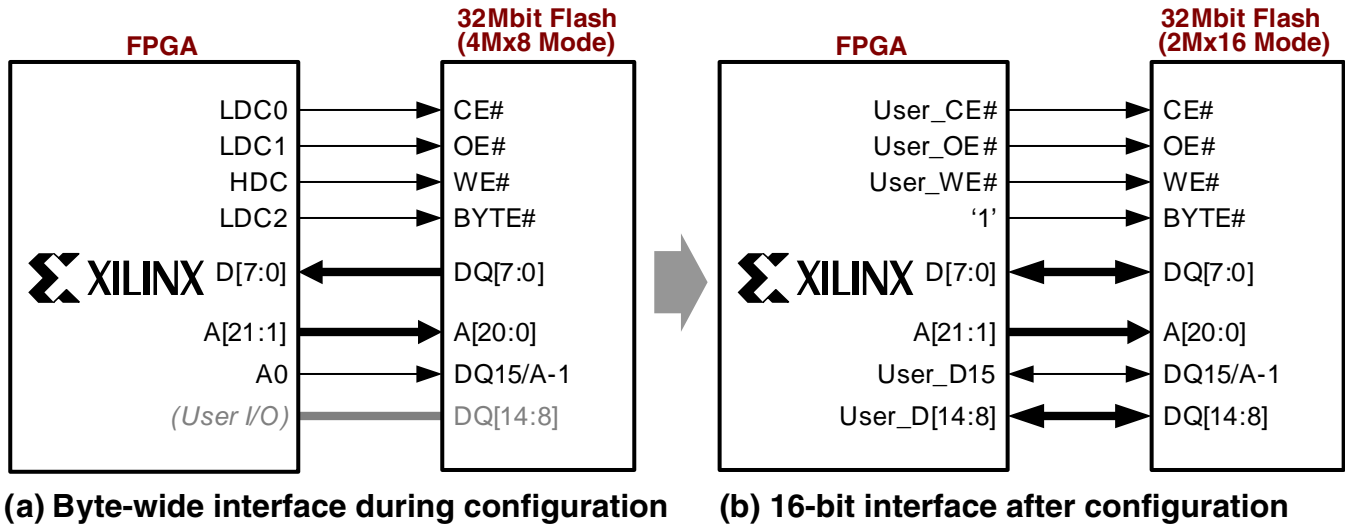 32Mbit Flash
(4Mx8 Mode)
FPGA
LDC0
CE#
LDC1
OE#
HDC
WE#
LDC2
BYTE#
XILINX
D[7:0]
DQ[7:0]
A[21:1]
A[20:0]
A0
DQ15/A-1
(User I/O)
DQ[14:8]
(a) Byte-wide interface during configuration
32Mbit Flash
(2Mx16 Mode)
FPGA
User_CE#
CE#
User_OE#
OE#
User_WE#
WE#
‘1’
BYTE#
XILINX
D[7:0]
DQ[7:0]
A[21:1]
A[20:0]
User_D15
DQ15/A-1
User_D[14:8]
DQ[14:8]
(b) 16-bit interface after configuration